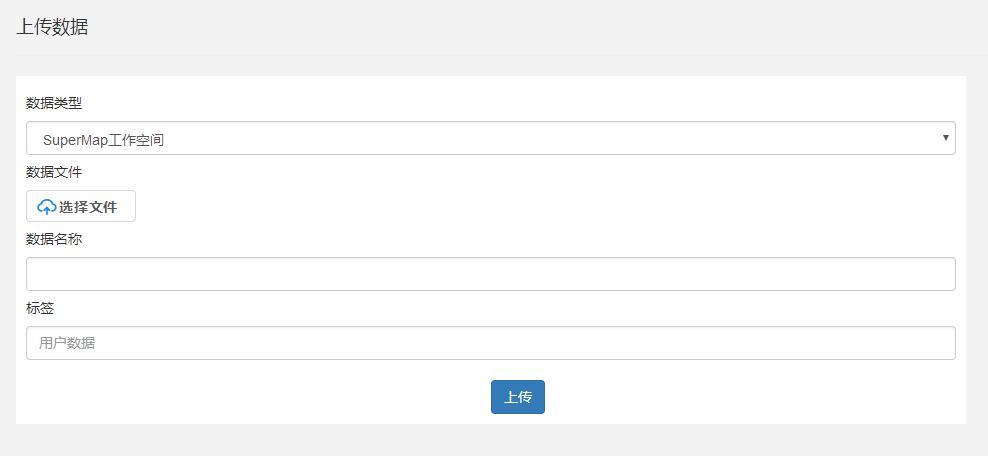 上传数据
数据类型
SuperMap工作空间
数据文件
选择文件
数据名称
标签
用户数据
上传